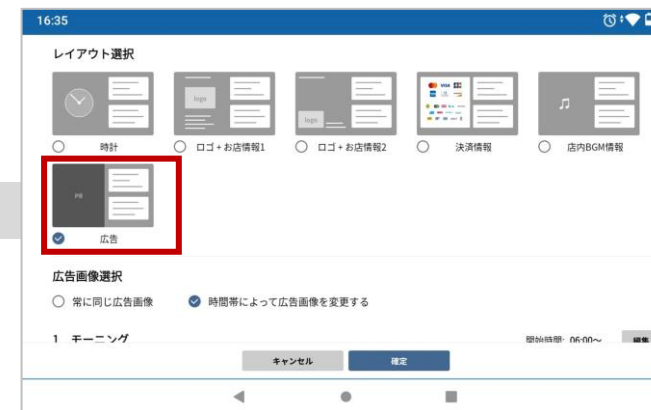 16:35
レイアウト選択
logo
logo
VISA
時計
ロゴ+お店情報1
ロゴ+お店情報2
決済情報
店内BGM情報
PR
広告
広告画像選択
常に同じ広告画像
時間帯によって広告画像を変更する
1 モーニング
開始時間: 06:00〜
編集
キャンセル
確定